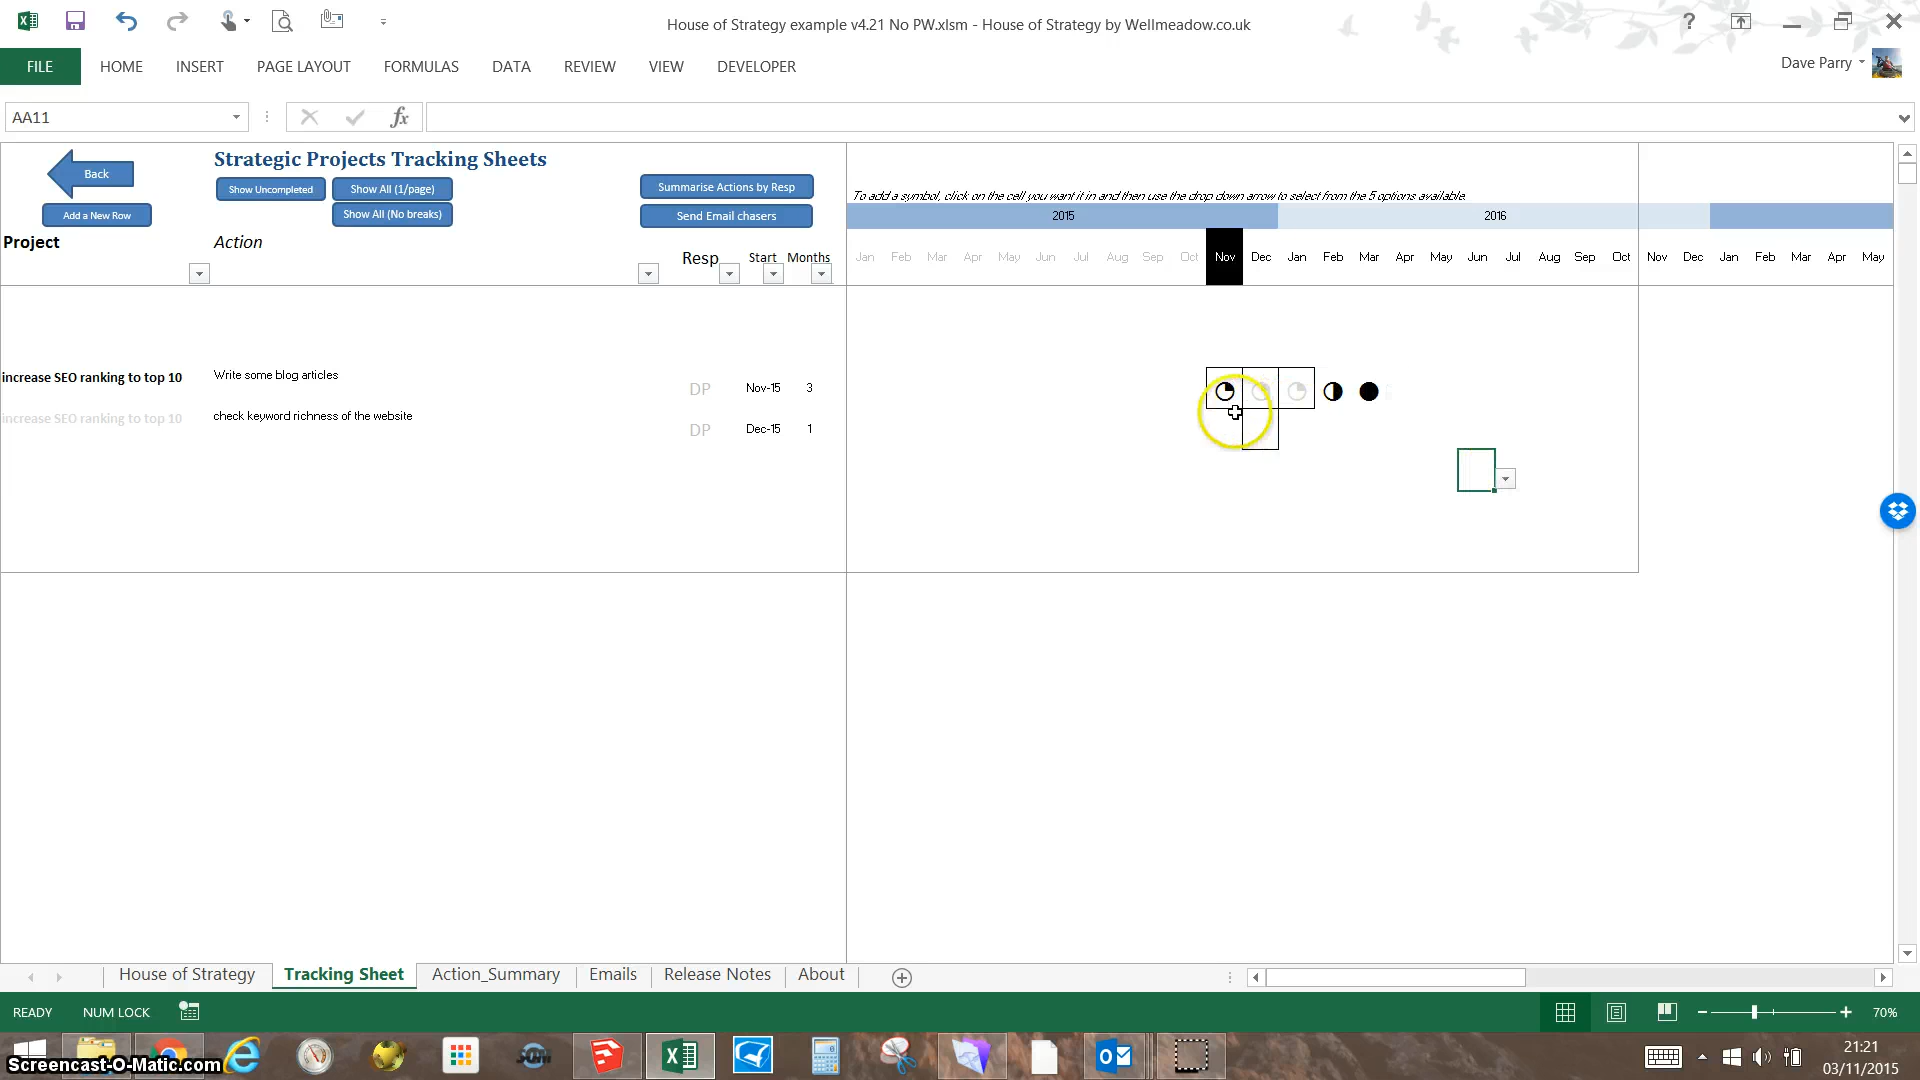 House of Strategy example v4.21 No PW.xlsm - House of Strategy by Wellmeadow.co.uk
?
FILE HOME INSERT PAGE LAYOUT FORMULAS DATA REVIEW VIEW DEVELOPER
Dave Parry
AA11
fx
Back
Strategic Projects Tracking Sheets
Show Uncompleted Show All (1/page) Summarise Actions by Resp
Add a New Row Show All (No breaks) Send Email chasers
To add a symbol, click on the cell you want it in and then use the drop down arrow to select from the 5 options available.
2015 2016
Project Action Resp Start Months
Jan Feb Mar Apr May Jun Jul Aug Sep Oct Nov Dec Jan Feb Mar Apr May Jun Jul Aug Sep Oct Nov Dec Jan Feb Mar Apr May
increase SEO ranking to top 10 Write some blog articles DP Nov-15 3
increase SEO ranking to top 10 check keyword richness of the website DP Dec-15 1
House of Strategy Tracking Sheet Action_Summary Emails Release Notes About
READY NUM LOCK 70%
Screencast-O-Matic.com
21:21
03/11/2015